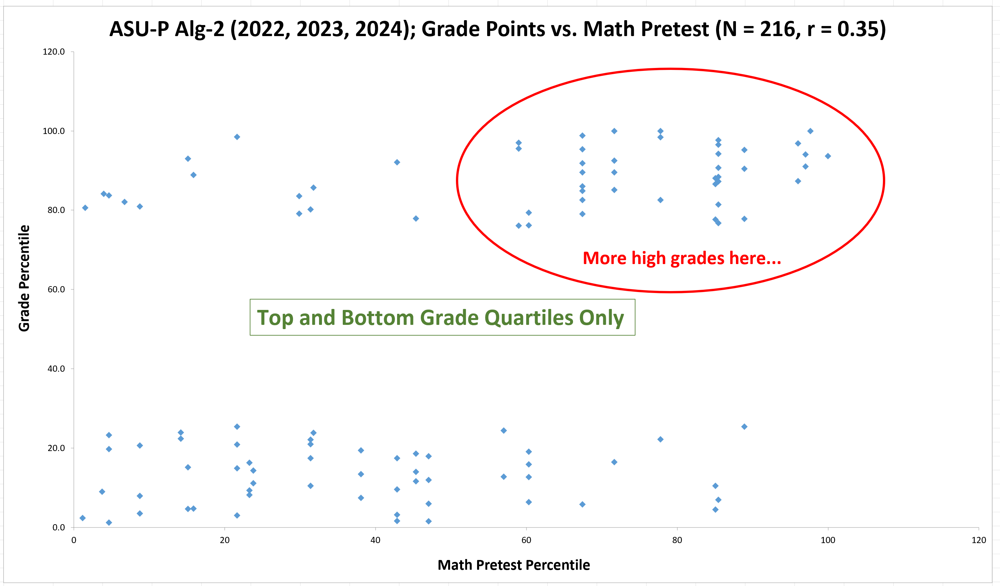 ASU-P Alg-2 (2022, 2023, 2024); Grade Points vs. Math Pretest (N = 216, r = 0.35)
120.0
100.0
80.0
60.0
40.0
20.0
0.0
Grade Percentile
More high grades here...
Top and Bottom Grade Quartiles Only
0 20 40 60 80 100 120
Math Pretest Percentile